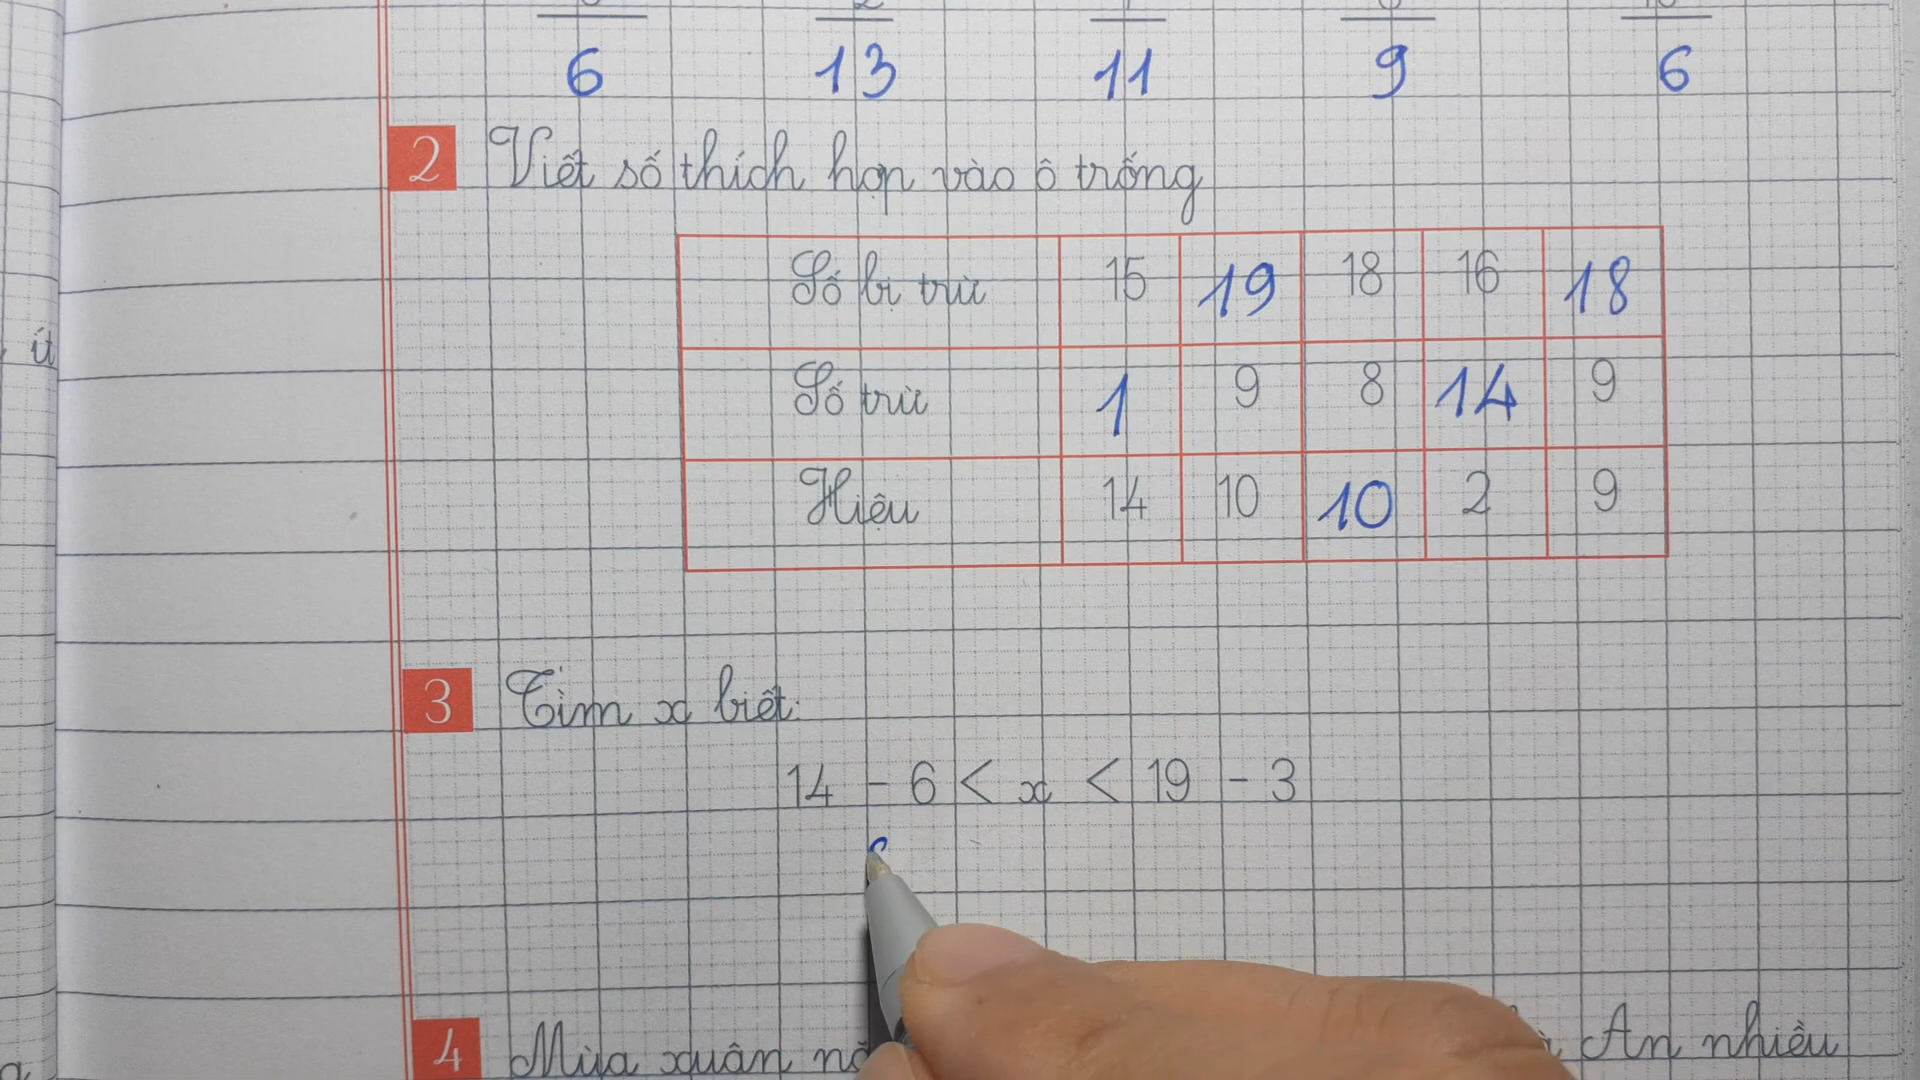 6 13 11 9 6
2 Viết số thích hợp vào ô trống
Số bị trừ 15 19 18 16 18
Số trừ 1 9 8 14 9
Hiệu 14 10 10 2 9
3 Tìm x biết:
14 - 6 < x < 19 - 3
4 Mùa xuân An nhiều